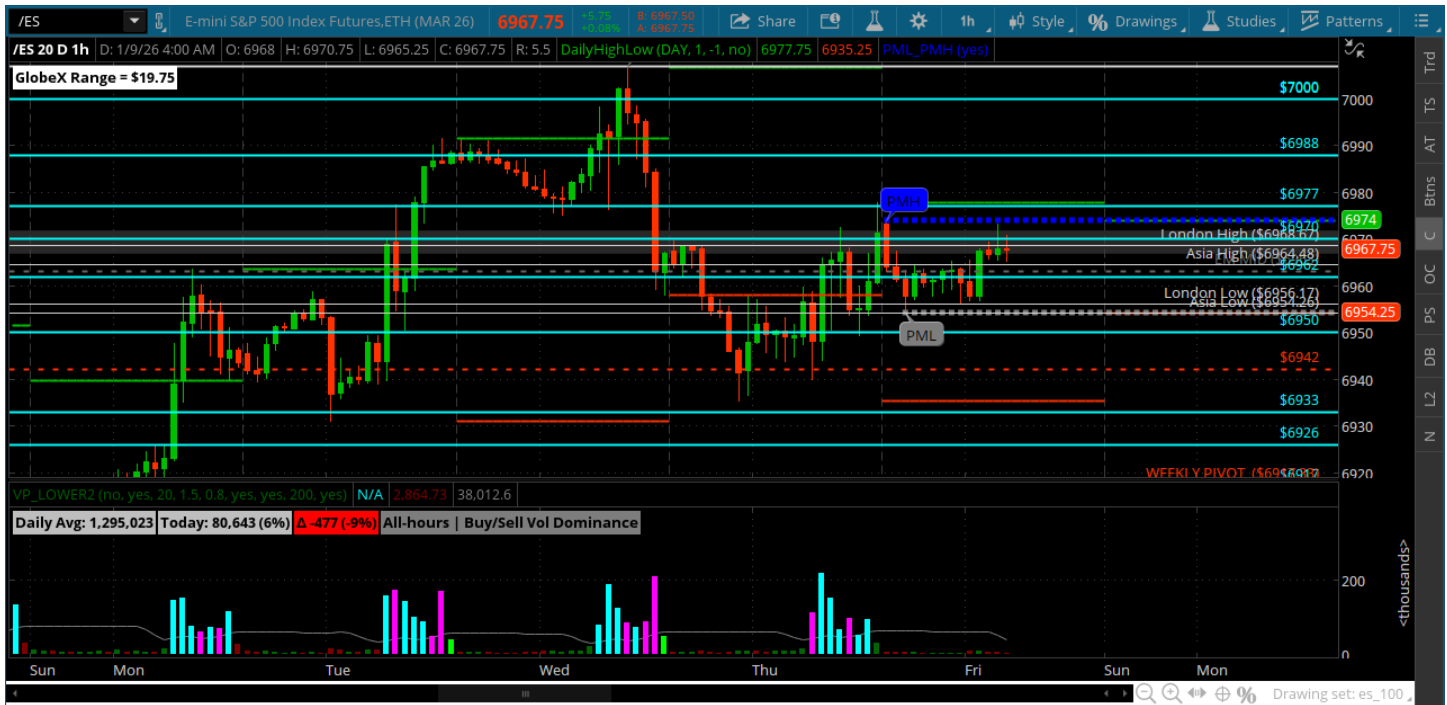 /ES E-mini S&P 500 Index Futures,ETH (MAR 26) 6967.75 +5.75 +0.08% B: 6967.50 A: 6967.75 Share 1h Style Drawings Studies Patterns
/ES 20 D 1h D: 1/9/26 4:00 AM O: 6968 H: 6970.75 L: 6965.25 C: 6967.75 R: 5.5 DailyHighLow (DAY, 1, -1, no) 6977.75 6935.25 PML_PMH (yes)
GlobeX Range = $19.75
$7000
7000
6990
$6988
6980
$6977
PMH
6974
$6970
London High ($6968.67)
6967.75
Asia High ($6964.48)
$6962
6960
London Low ($6956.17)
Asia Low ($6954.26)
6954.25
$6950
6950
PML
$6942
6940
$6933
6930
$6926
6920
WEEKLY PIVOT
Trd
TS
AT
Btns
C
OC
PS
DB
L2
N
VP_LOWER2 (no, yes, 20, 1.5, 0.8, yes, yes, 200, yes) N/A 2,864.73 38,012.6
Daily Avg: 1,295,023 Today: 80,643 (6%) Δ -477 (-9%) All-hours | Buy/Sell Vol Dominance
200
<thousands>
0
Sun Mon Tue Wed Thu Fri Sun Mon
Drawing set: es_100